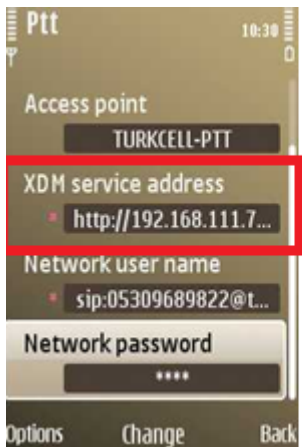 Ptt
10:30
Access point
TURKCELL-PTT
XDM service address
* http://192.168.111.7...
Network user name
* sip:05309689822@t...
Network password
****
Options Change Back